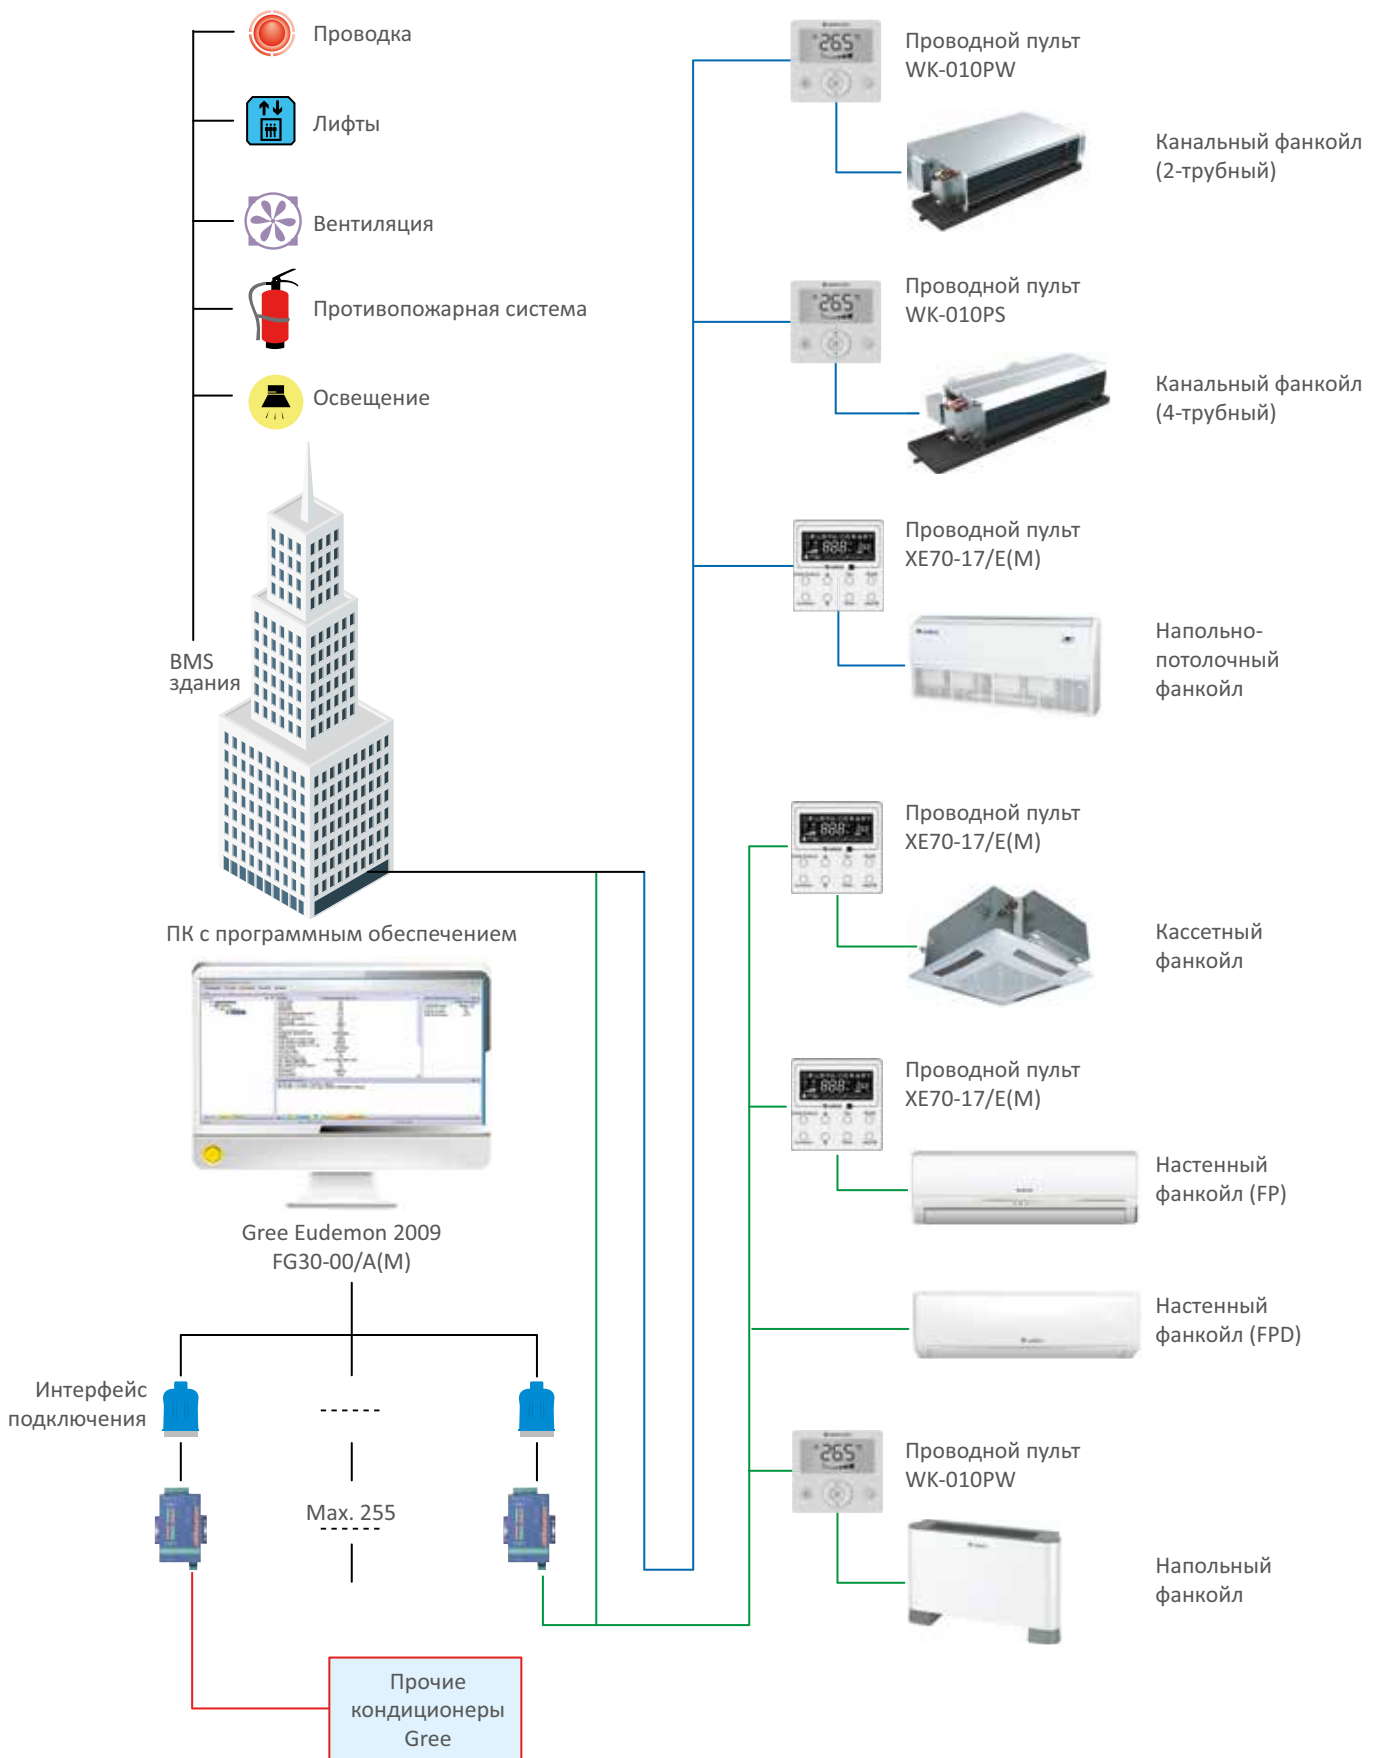 Проводка
Лифты
Вентиляция
Противопожарная система
Освещение
BMS
здания
ПК с программным обеспечением
Gree Eudemon 2009
FG30-00/A(M)
Интерфейс
подключения
Max. 255
Прочие
кондиционеры
Gree
Проводной пульт
WK-010PW
265
Канальный фанкойл
(2-трубный)
Проводной пульт
WK-010PS
265
Канальный фанкойл
(4-трубный)
Проводной пульт
XE70-17/E(M)
Напольно-
потолочный
фанкойл
Проводной пульт
XE70-17/E(M)
Кассетный
фанкойл
Проводной пульт
XE70-17/E(M)
Настенный
фанкойл (FP)
Настенный
фанкойл (FPD)
Проводной пульт
WK-010PW
265
Напольный
фанкойл